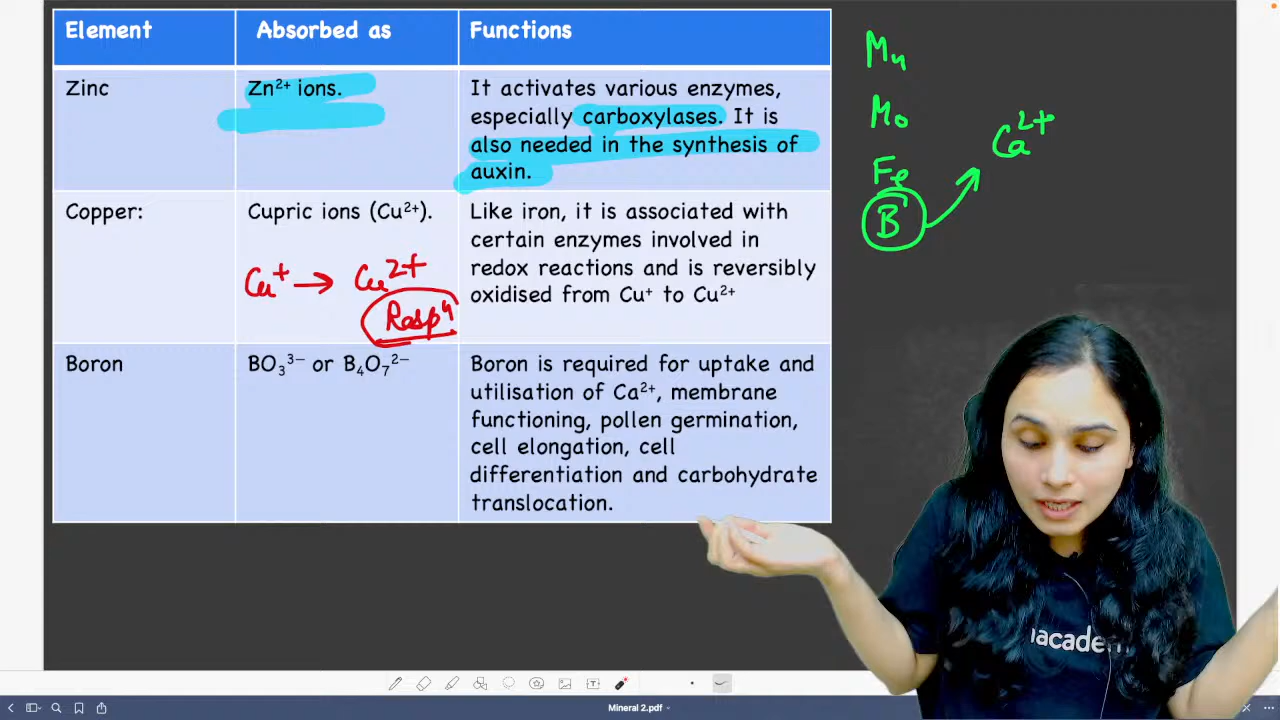 Element Absorbed as Functions
Zinc
Zn²⁺ ions.
It activates various enzymes,
especially carboxylases. It is
also needed in the synthesis of
auxin.
Copper:
Cupric ions (Cu²⁺).
Cu⁺ → Cu²⁺
Respⁿ
Like iron, it is associated with
certain enzymes involved in
redox reactions and is reversibly
oxidised from Cu⁺ to Cu²⁺
Boron
BO₃³⁻ or B₄O₇²⁻
Boron is required for uptake and
utilisation of Ca²⁺, membrane
functioning, pollen germination,
cell elongation, cell
differentiation and carbohydrate
translocation.
Mn
Mo
Fe
B
Ca²⁺
nacadem
Mineral 2.pdf